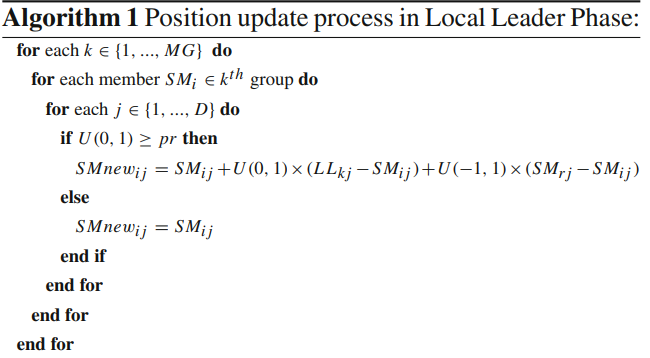 Algorithm 1 Position update process in Local Leader Phase:
for each k ∈ {1, ..., MG} do
for each member SM_i ∈ k^th group do
for each j ∈ {1, ..., D} do
if U(0, 1) ≥ pr then
SMnew_ij = SM_ij + U(0, 1) × (LL_kj − SM_ij) + U(−1, 1) × (SM_rj − SM_ij)
else
SMnew_ij = SM_ij
end if
end for
end for
end for